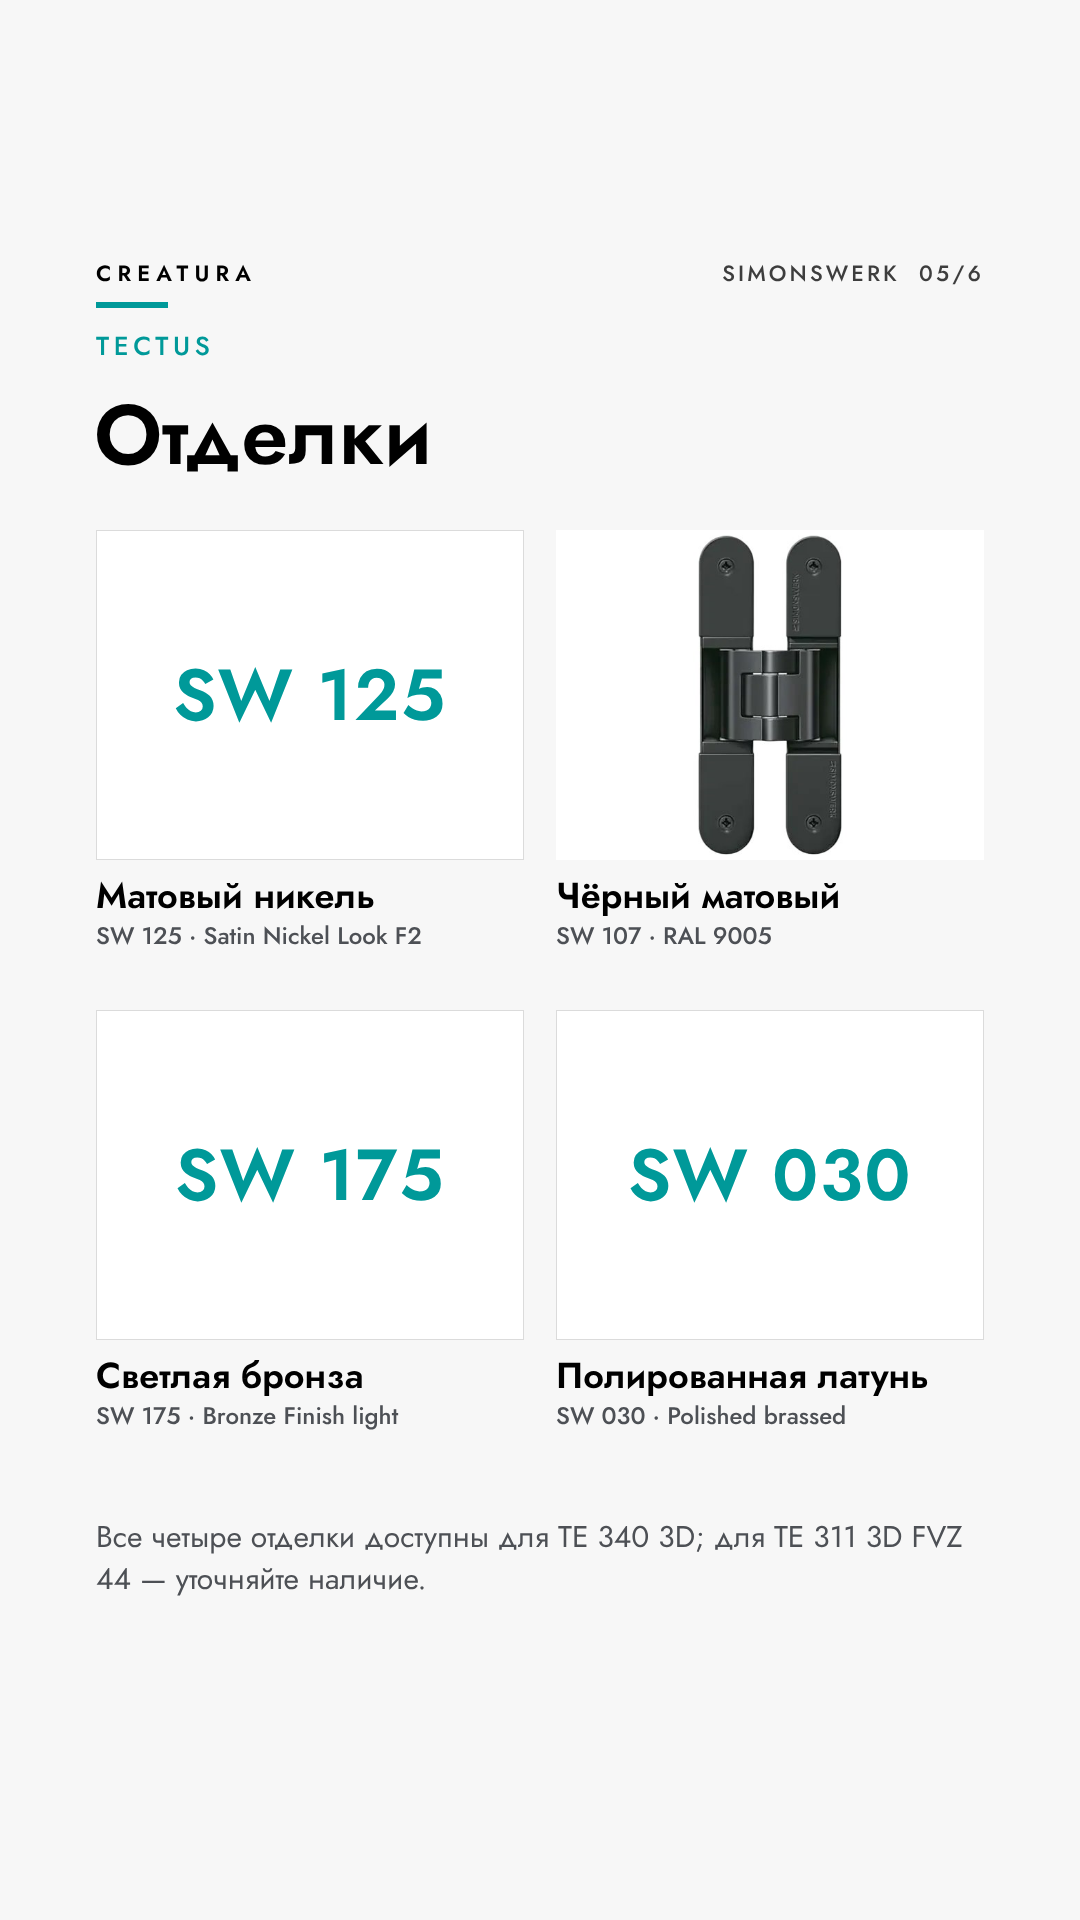 CREATURA
SIMONSWERK 05/6
TECTUS
Отделки
SW 125
Матовый никель
SW 125 · Satin Nickel Look F2
Чёрный матовый
SW 107 · RAL 9005
SW 175
SW 030
Светлая бронза
SW 175 · Bronze Finish light
Полированная латунь
SW 030 · Polished brassed
Все четыре отделки доступны для TE 340 3D; для TE 311 3D FVZ
44 — уточняйте наличие.